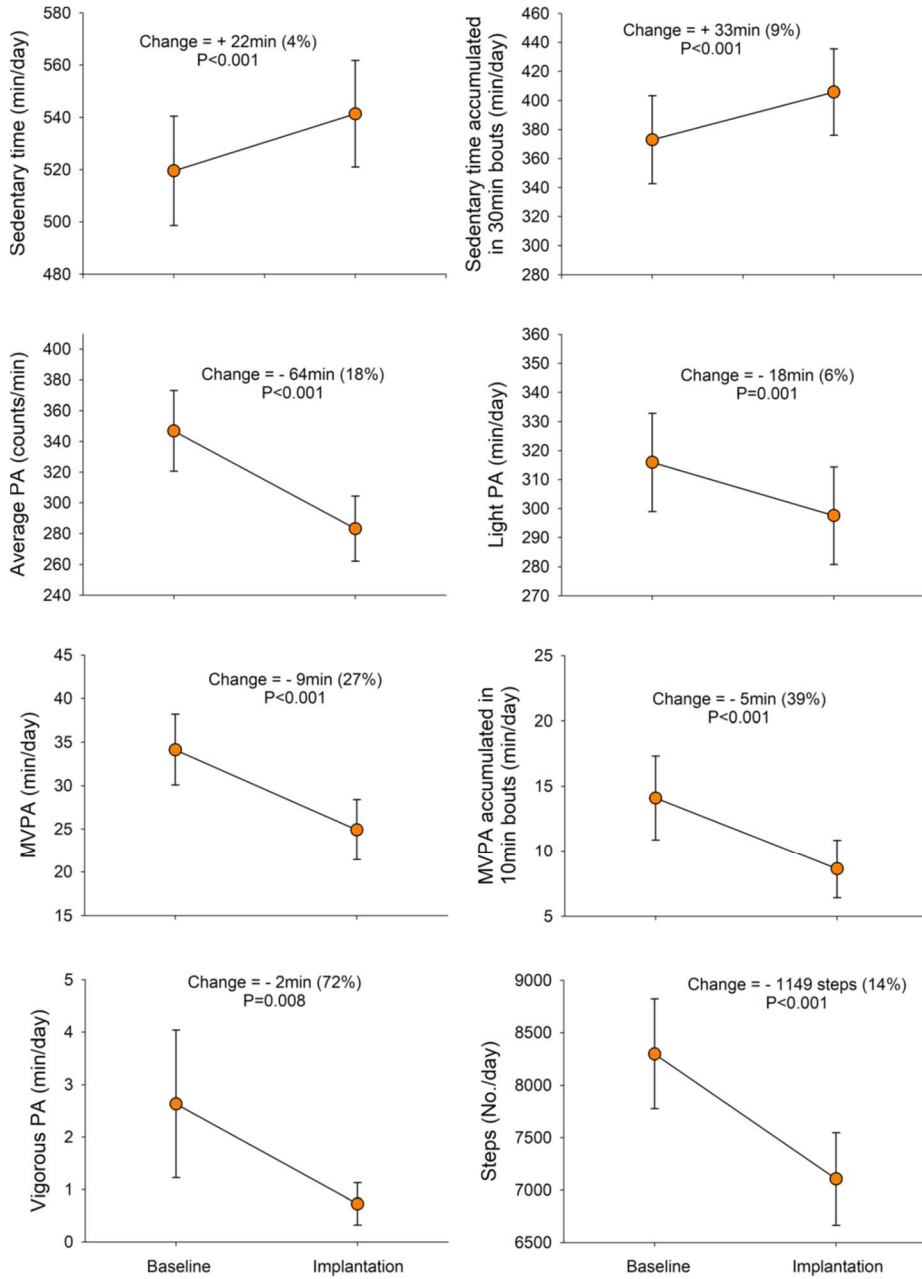 Sedentary time (min/day)
580
560
540
520
500
480
Change = + 22min (4%)
P<0.001
Sedentary time accumulated
in 30min bouts (min/day)
460
440
420
400
380
360
340
320
300
280
Change = + 33min (9%)
P<0.001
Average PA (counts/min)
400
380
360
340
320
300
280
260
240
Change = - 64min (18%)
P<0.001
Light PA (min/day)
360
350
340
330
320
310
300
290
280
270
Change = - 18min (6%)
P=0.001
MVPA (min/day)
45
40
35
30
25
20
15
Change = - 9min (27%)
P<0.001
MVPA accumulated in
10min bouts (min/day)
25
20
15
10
5
Change = - 5min (39%)
P<0.001
Vigorous PA (min/day)
5
4
3
2
1
0
Change = - 2min (72%)
P=0.008
Baseline Implantation
Steps (No./day)
9000
8500
8000
7500
7000
6500
Change = - 1149 steps (14%)
P<0.001
Baseline Implantation